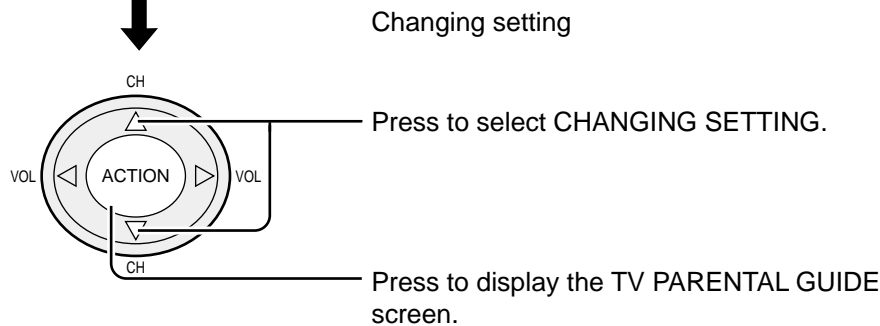 Changing setting
CH
Press to select CHANGING SETTING.
VOL
ACTION
VOL
CH
Press to display the TV PARENTAL GUIDE
screen.